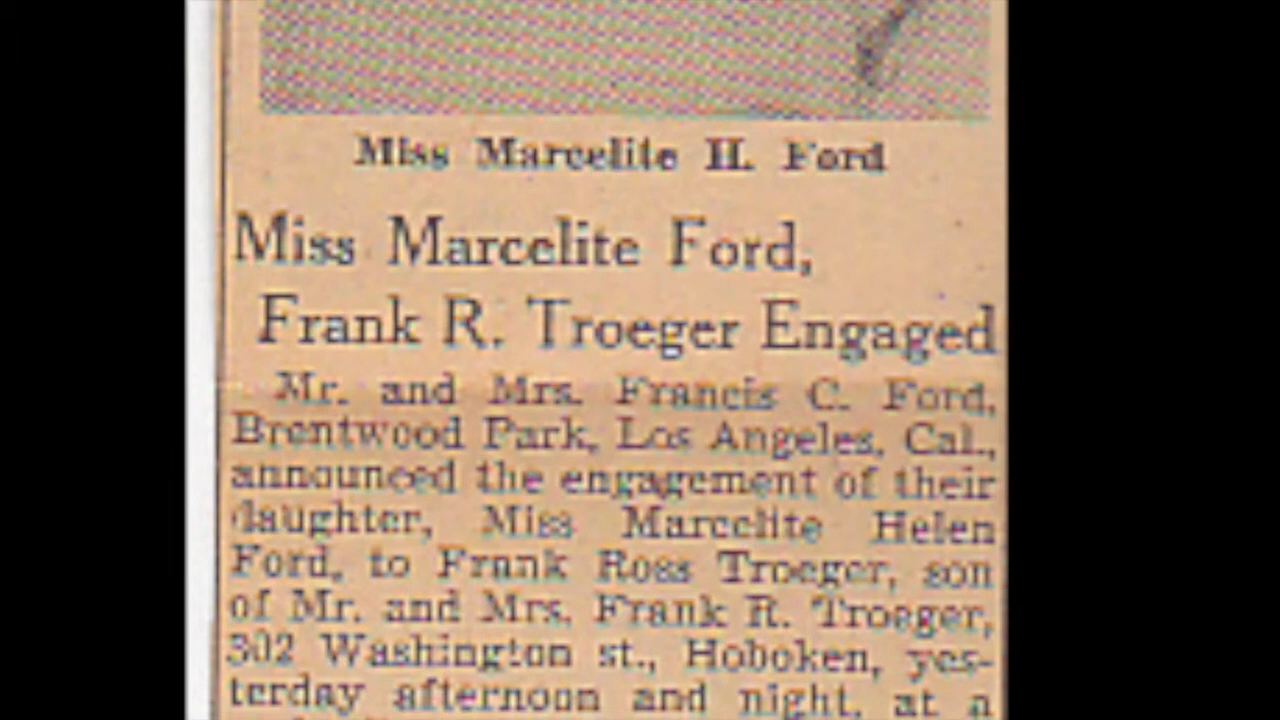 Miss Marcelite H. Ford
Miss Marcelite Ford,
Frank R. Troeger Engaged
Mr. and Mrs. Francis C. Ford,
Brentwood Park, Los Angeles, Cal.,
announced the engagement of their
daughter, Miss Marcelite Helen
Ford, to Frank Ross Troeger, son
of Mr. and Mrs. Frank R. Troeger,
302 Washington st., Hoboken, yes-
terday afternoon and night, at a